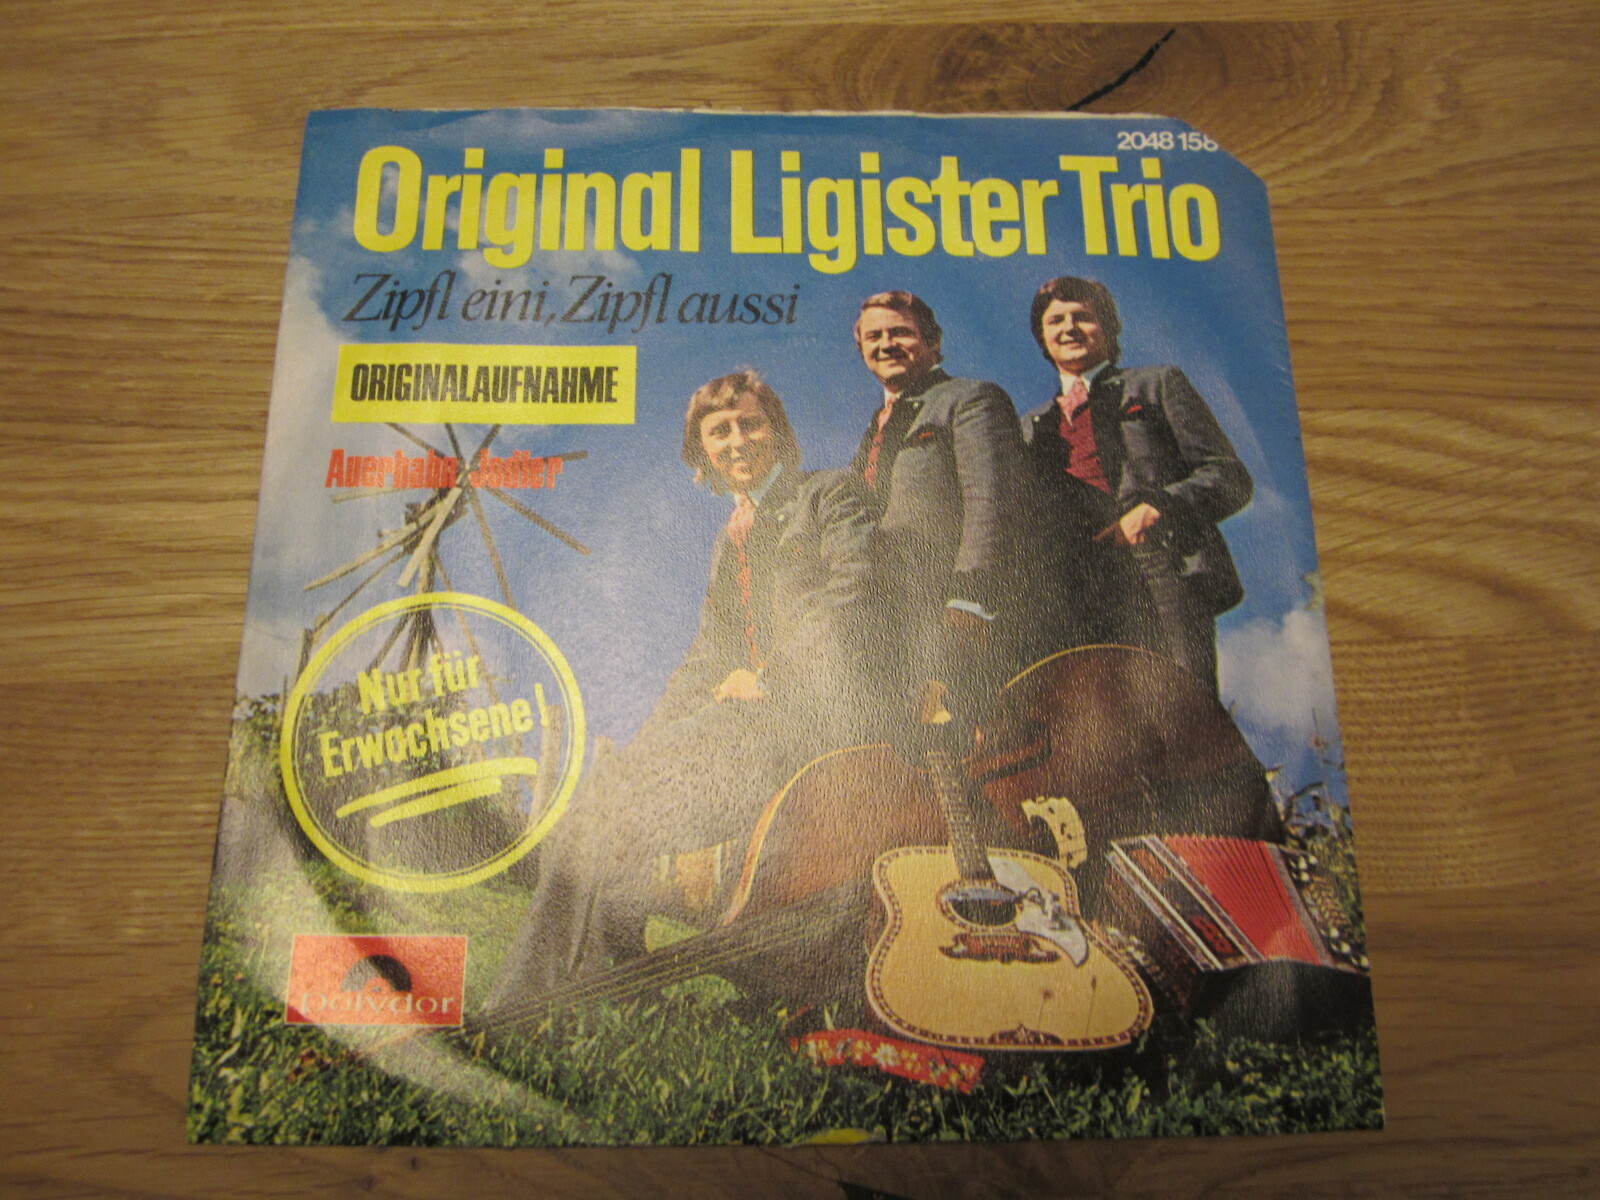 2048 158
Original Ligister Trio
Zipfl eini, Zipfl aussi
ORIGINALAUFNAHME
Auerhahn-Jodler
Nur für
Erwachsene!
polydor